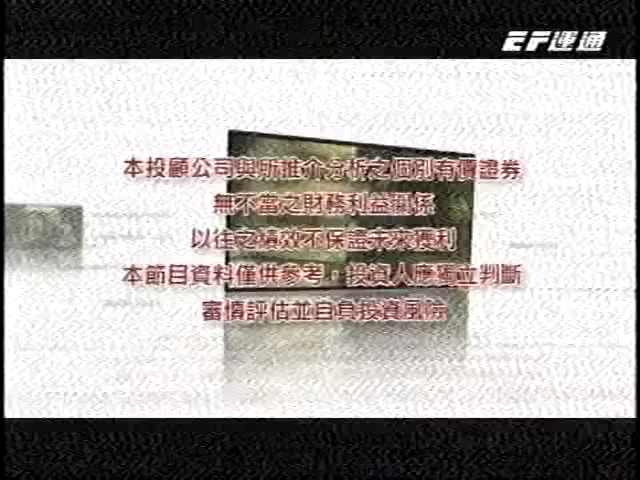 EF運通
本投顧公司與所推介分析之個別有價證券
無不當之財務利益關係
以往之績效不保證未來獲利
本節目資料僅供參考，投資人應獨立判斷
審慎評估並自負投資風險